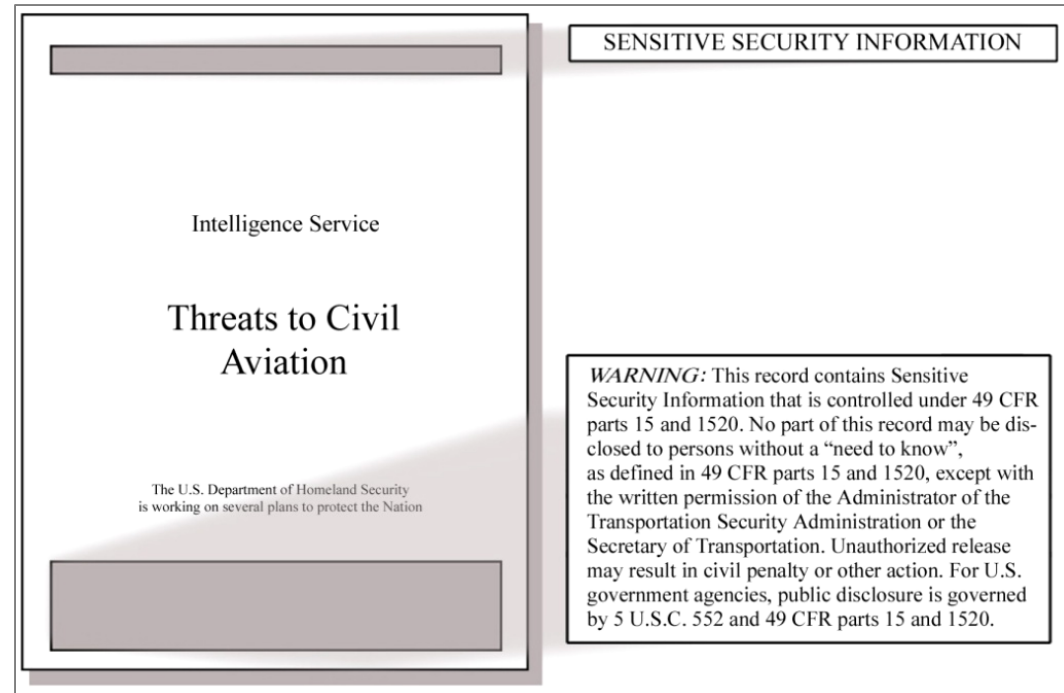 SENSITIVE SECURITY INFORMATION
Intelligence Service
Threats to Civil
Aviation
The U.S. Department of Homeland Security
is working on several plans to protect the Nation
WARNING: This record contains Sensitive
Security Information that is controlled under 49 CFR
parts 15 and 1520. No part of this record may be dis-
closed to persons without a “need to know”,
as defined in 49 CFR parts 15 and 1520, except with
the written permission of the Administrator of the
Transportation Security Administration or the
Secretary of Transportation. Unauthorized release
may result in civil penalty or other action. For U.S.
government agencies, public disclosure is governed
by 5 U.S.C. 552 and 49 CFR parts 15 and 1520.